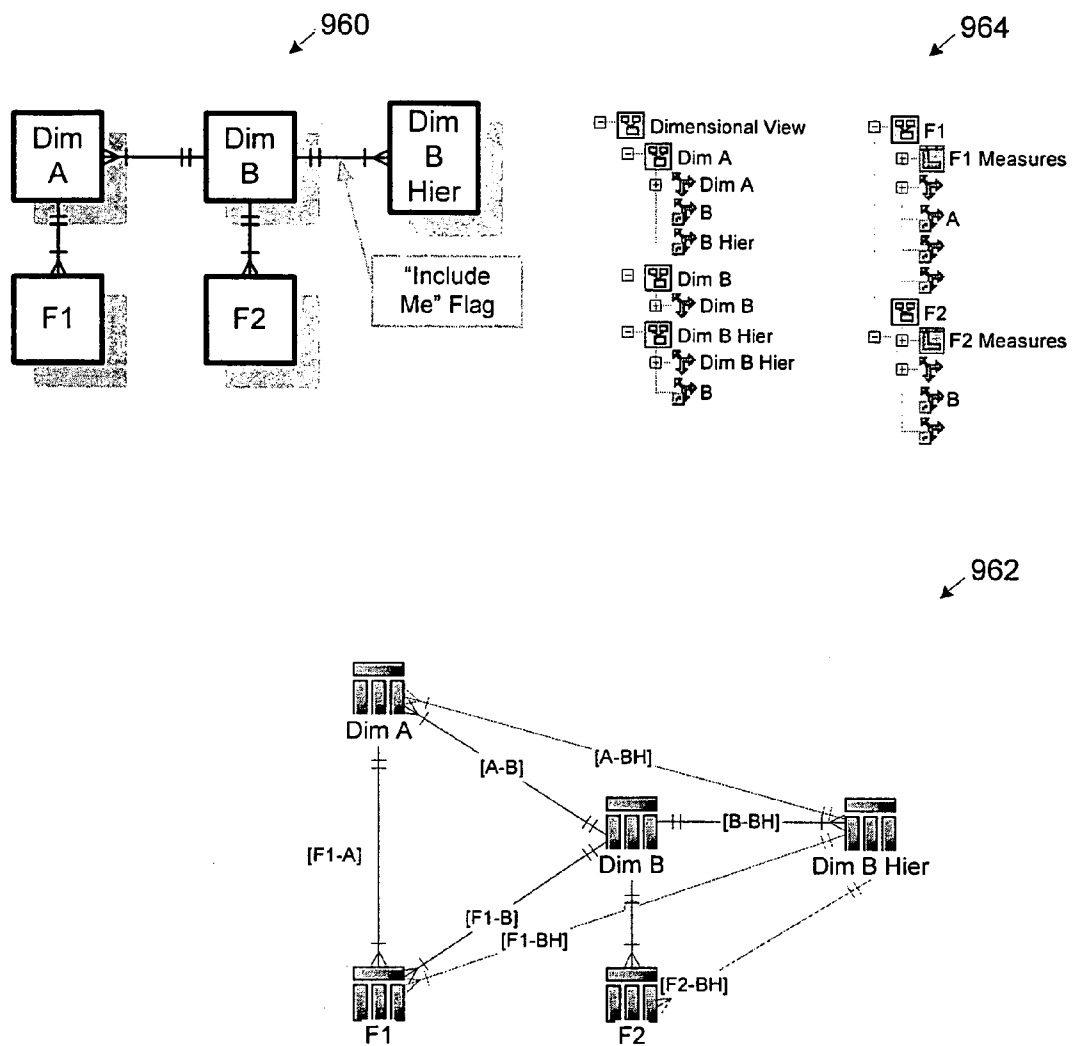 960
Dim
A
Dim
B
Dim
B
Hier
F1
F2
"Include
Me" Flag
964
Dimensional View
Dim A
Dim A
B
B Hier
Dim B
Dim B
Dim B Hier
Dim B Hier
B
F1
F1 Measures
A
F2
F2 Measures
B
962
Dim A
[A-B]
[A-BH]
[B-BH]
Dim B
Dim B Hier
[F1-A]
[F1-B]
[F1-BH]
[F2-BH]
F1
F2